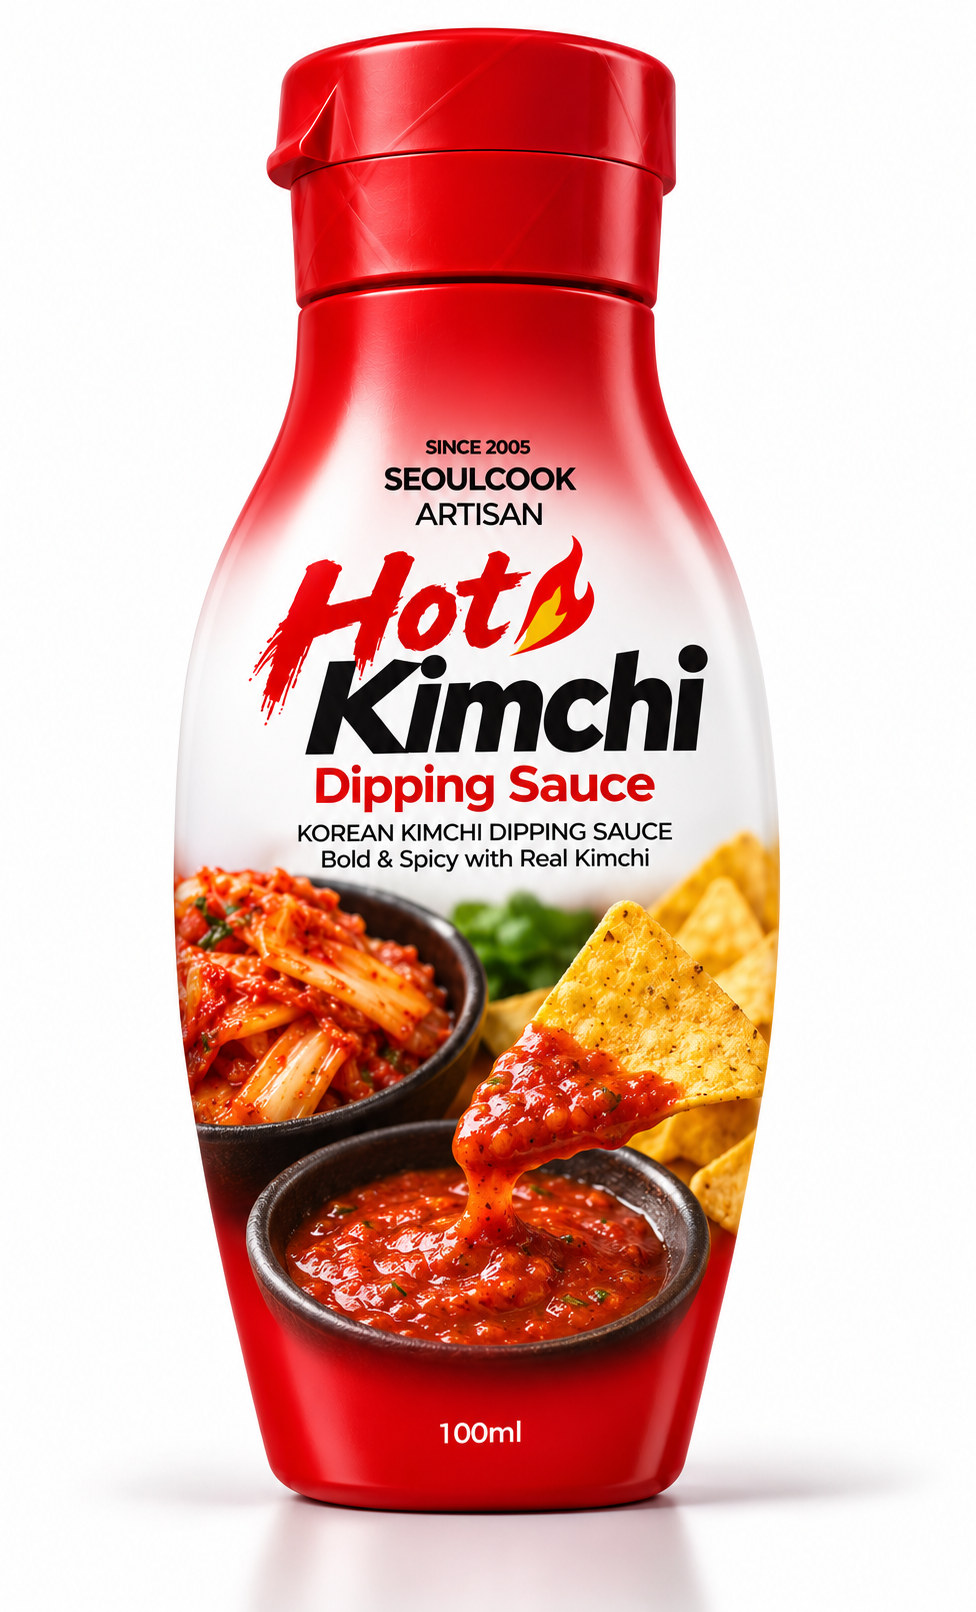 SINCE 2005
SEOULCOOK
ARTISAN
Hot
Kimchi
Dipping Sauce
KOREAN KIMCHI DIPPING SAUCE
Bold & Spicy with Real Kimchi
100ml